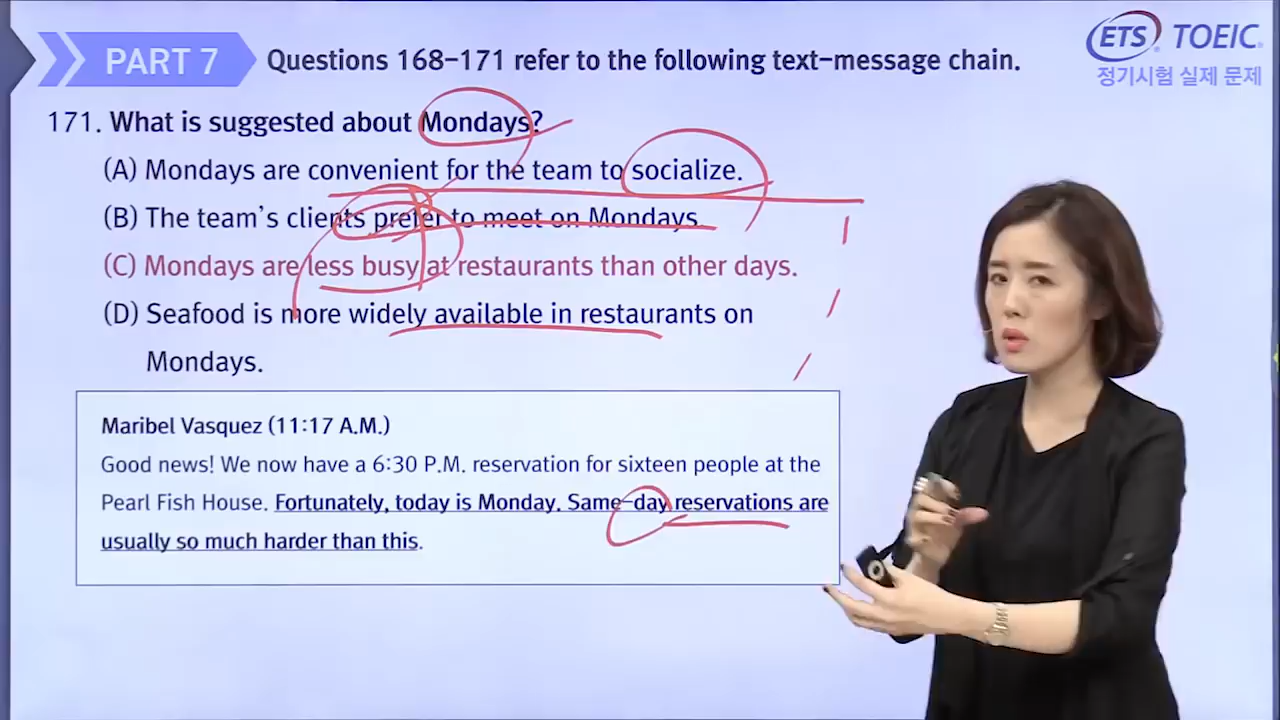 PART 7
Questions 168–171 refer to the following text–message chain.
ETS TOEIC
정기시험 실제 문제
171. What is suggested about Mondays?
(A) Mondays are convenient for the team to socialize.
(B) The team's clients prefer to meet on Mondays.
(C) Mondays are less busy at restaurants than other days.
(D) Seafood is more widely available in restaurants on
Mondays.
Maribel Vasquez (11:17 A.M.)
Good news! We now have a 6:30 P.M. reservation for sixteen people at the
Pearl Fish House. Fortunately, today is Monday. Same–day reservations are
usually so much harder than this.